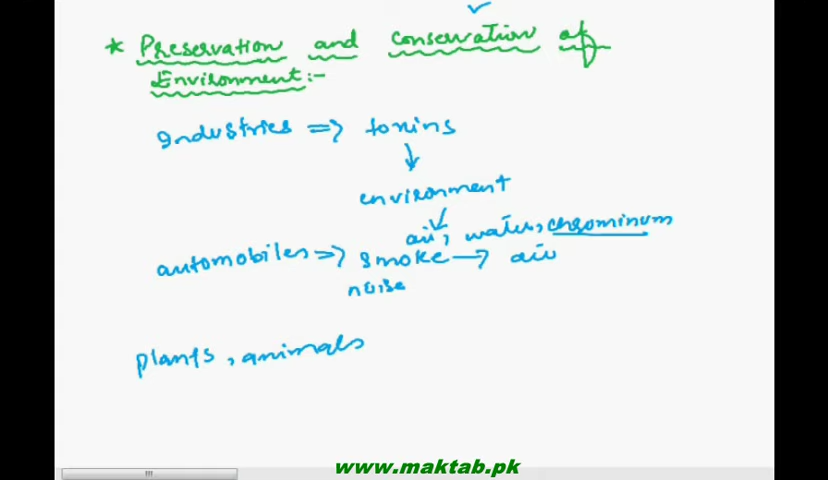 * Preservation and conservation of
Environment:-
Industries => toxins
↓
environment
↓
air, water, chrominum
automobiles => smoke → air
noise
plants, animals
www.maktab.pk